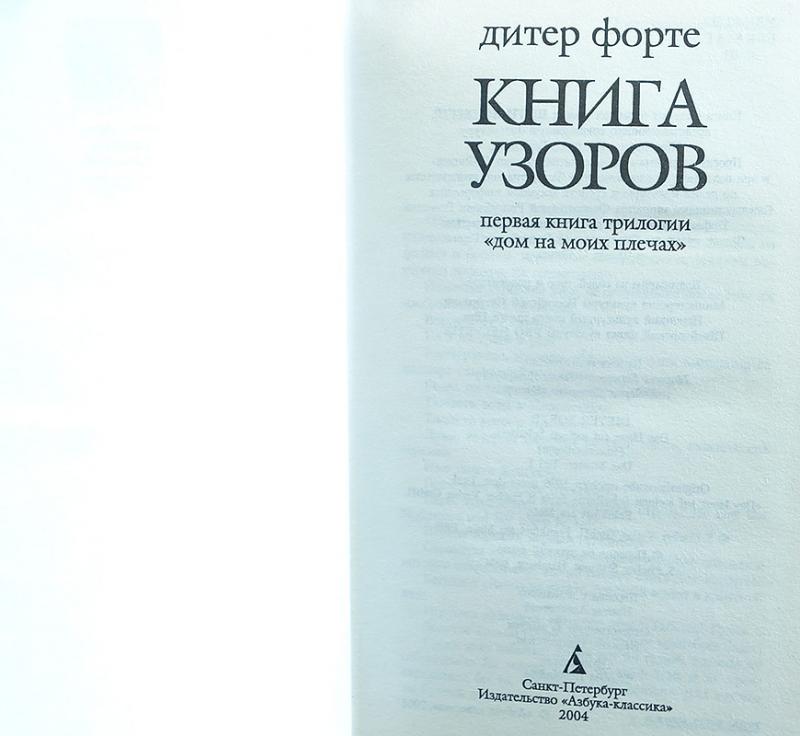 дитер форте
КНИГА
УЗОРОВ
первая книга трилогии
«дом на моих плечах»
Санкт-Петербург
Издательство «Азбука-классика»
2004